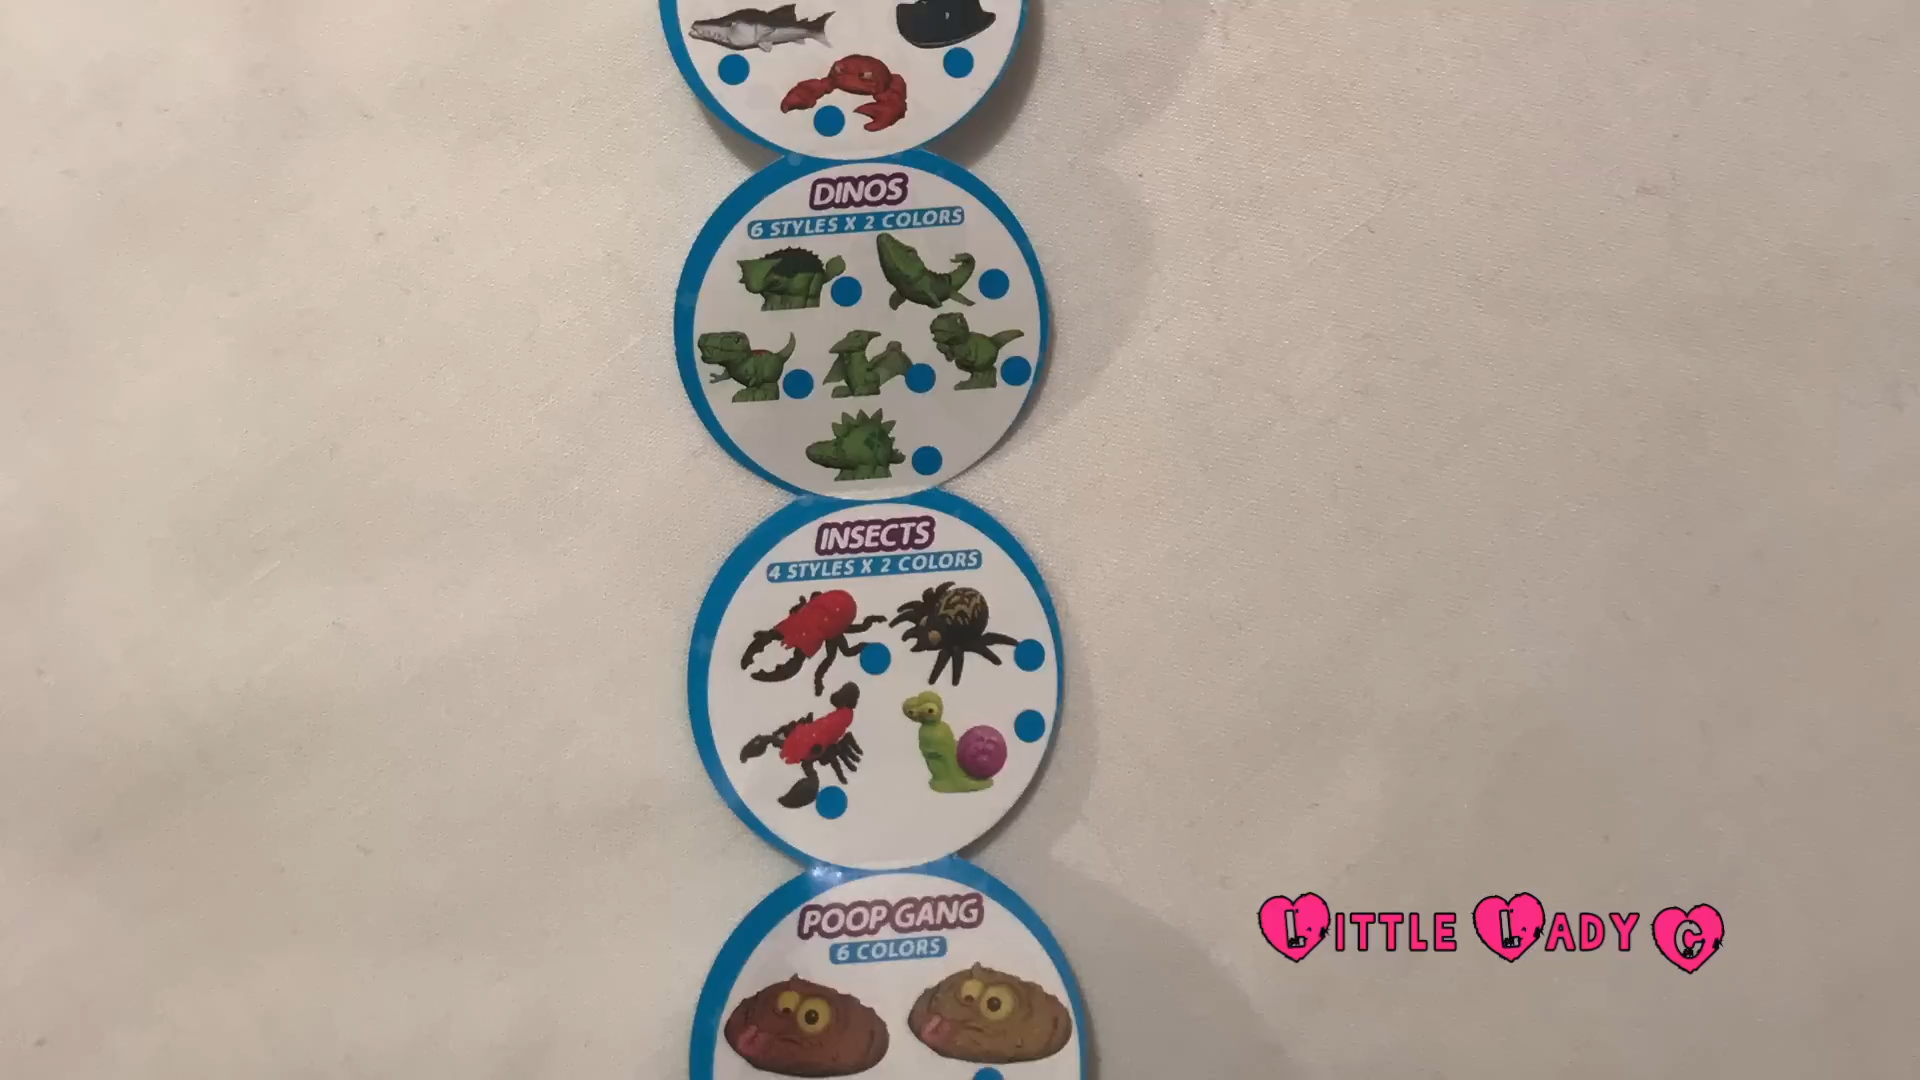 DINOS
6 STYLES X 2 COLORS
INSECTS
4 STYLES X 2 COLORS
POOP GANG
6 COLORS
LITTLE LADY C